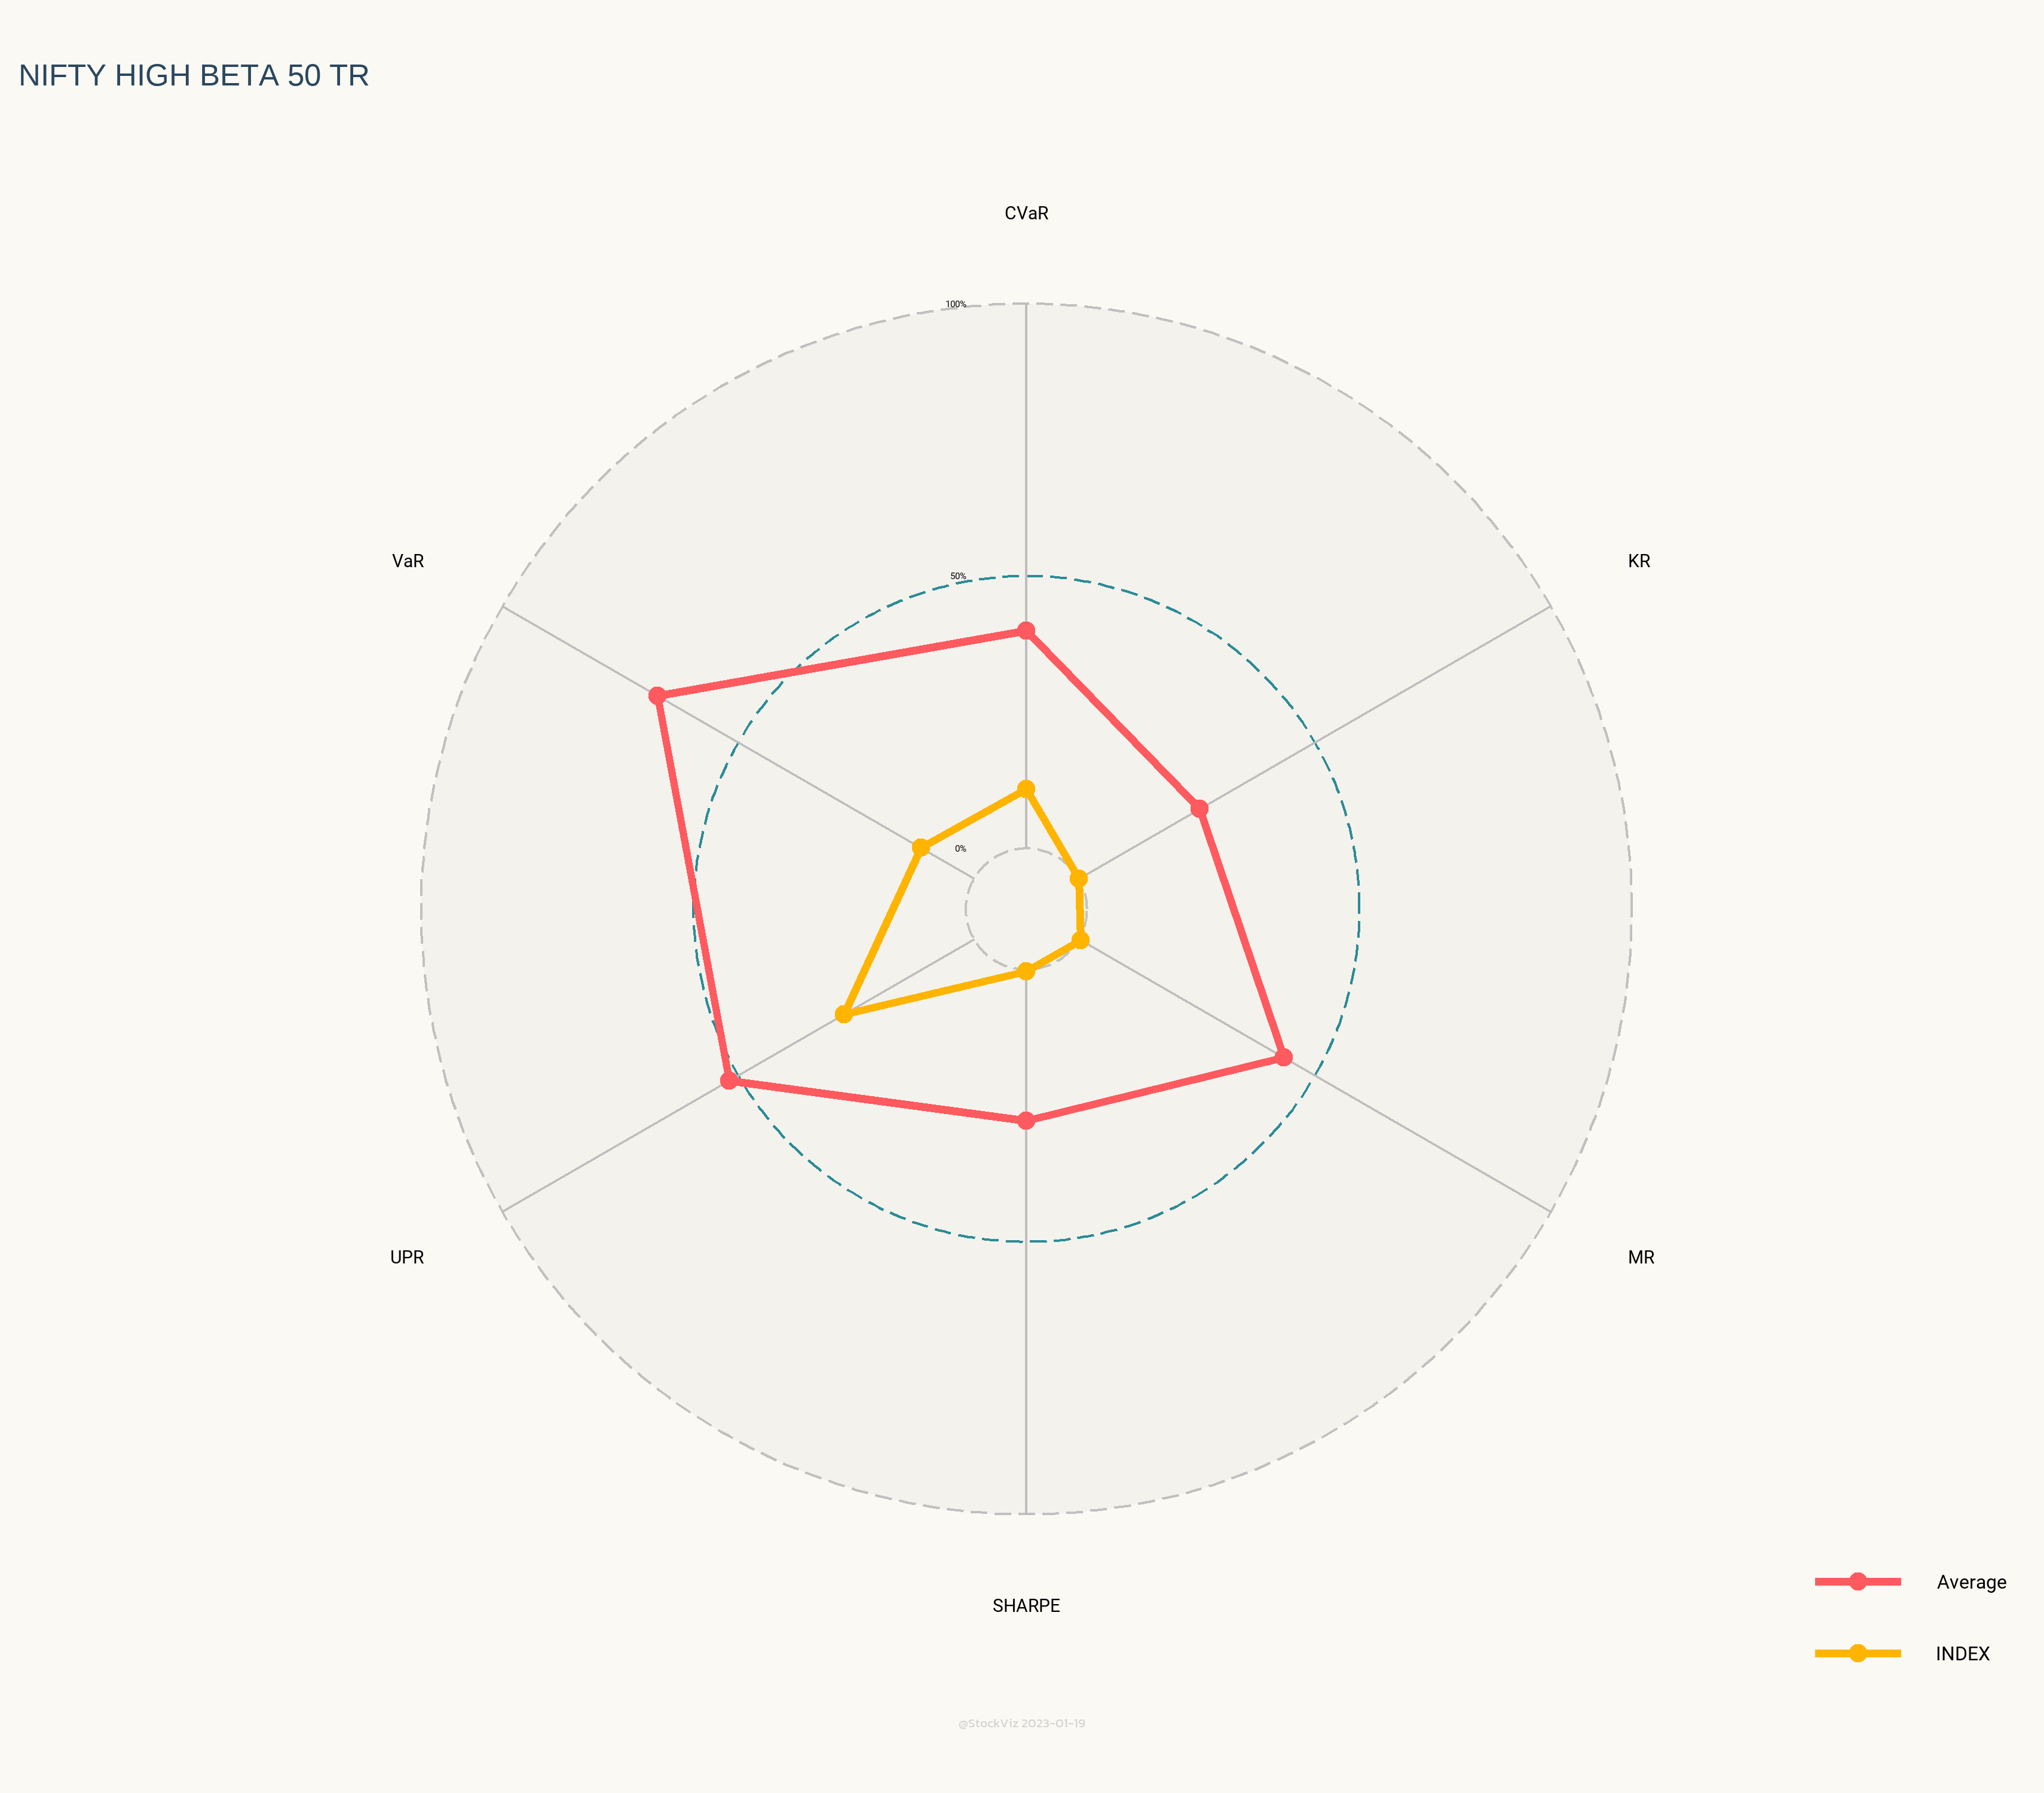 NIFTY HIGH BETA 50 TR
CVaR
100%
VaR
KR
50%
0%
UPR
MR
SHARPE
Average
INDEX
@StockViz 2023-01-19